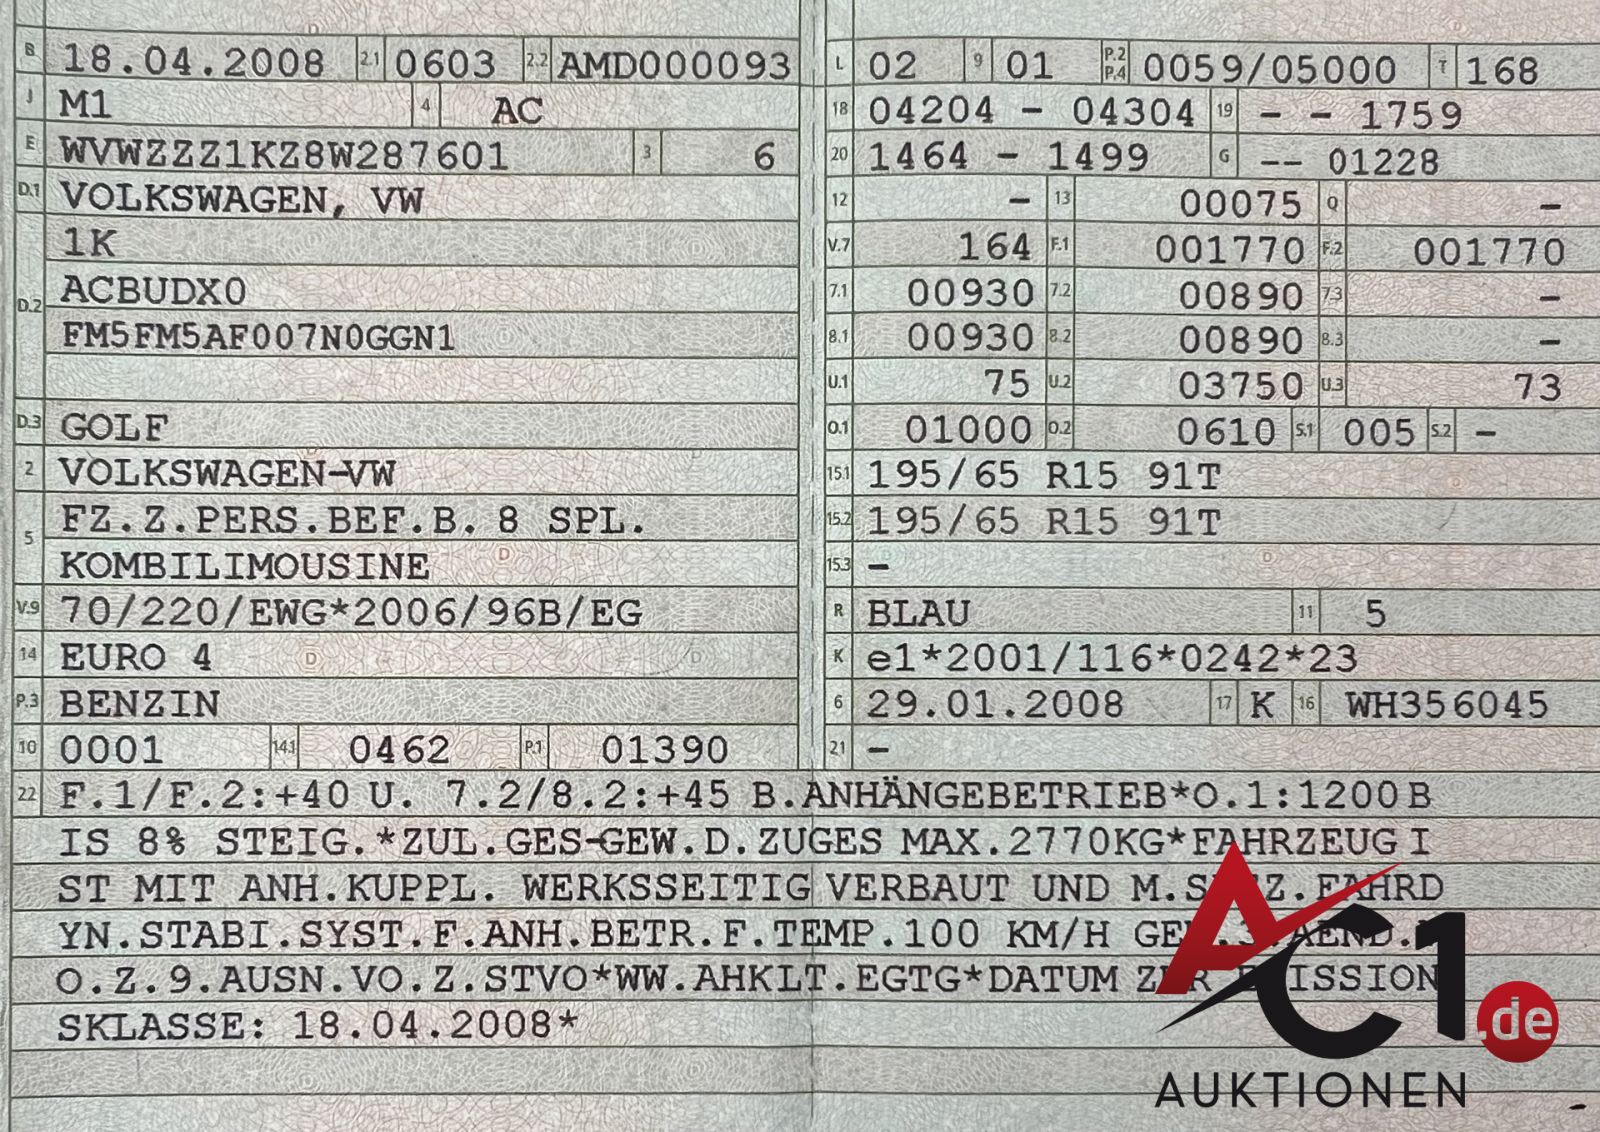 B 18.04.2008 2.1 0603 2.2 AMD000093
J M1 4 AC
E WVWZZZ1KZ8W287601 3 6
D.1 VOLKSWAGEN, VW
D.2 1K
ACBUDX0
FM5FM5AF007N0GGN1
D.3 GOLF
2 VOLKSWAGEN-VW
5 FZ.Z.PERS.BEF.B. 8 SPL.
KOMBILIMOUSINE
V.9 70/220/EWG*2006/96B/EG
14 EURO 4
P.3 BENZIN
10 0001 14.1 0462 P.1 01390
L 02 9 01 P.2 P.4 0059/05000 T 168
18 04204 - 04304 19 - - 1759
20 1464 - 1499 G -- 01228
12 - 13 00075 Q -
V.7 164 F.1 001770 F.2 001770
7.1 00930 7.2 00890 7.3 -
8.1 00930 8.2 00890 8.3 -
U.1 75 U.2 03750 U.3 73
O.1 01000 O.2 0610 S.1 005 S.2 -
15.1 195/65 R15 91T
15.2 195/65 R15 91T
15.3 -
R BLAU 11 5
K e1*2001/116*0242*23
6 29.01.2008 17 K 16 WH356045
21 -
22 F.1/F.2:+40 U. 7.2/8.2:+45 B.ANHÄNGEBETRIEB*O.1:1200 B
IS 8% STEIG.*ZUL.GES-GEW.D.ZUGES MAX.2770KG*FAHRZEUG I
ST MIT ANH.KUPPL. WERKSSEITIG VERBAUT UND FAHRD
YN.STABI.SYST.F.ANH.BETR.F.TEMP.100 KM/H AEND.
O.Z.9.AUSN.VO.Z.STVO*WW.AHKLT.EGTG*DATUM ZUR EMISSION
SKLASSE: 18.04.2008*
AC1.de
AUKTIONEN
-